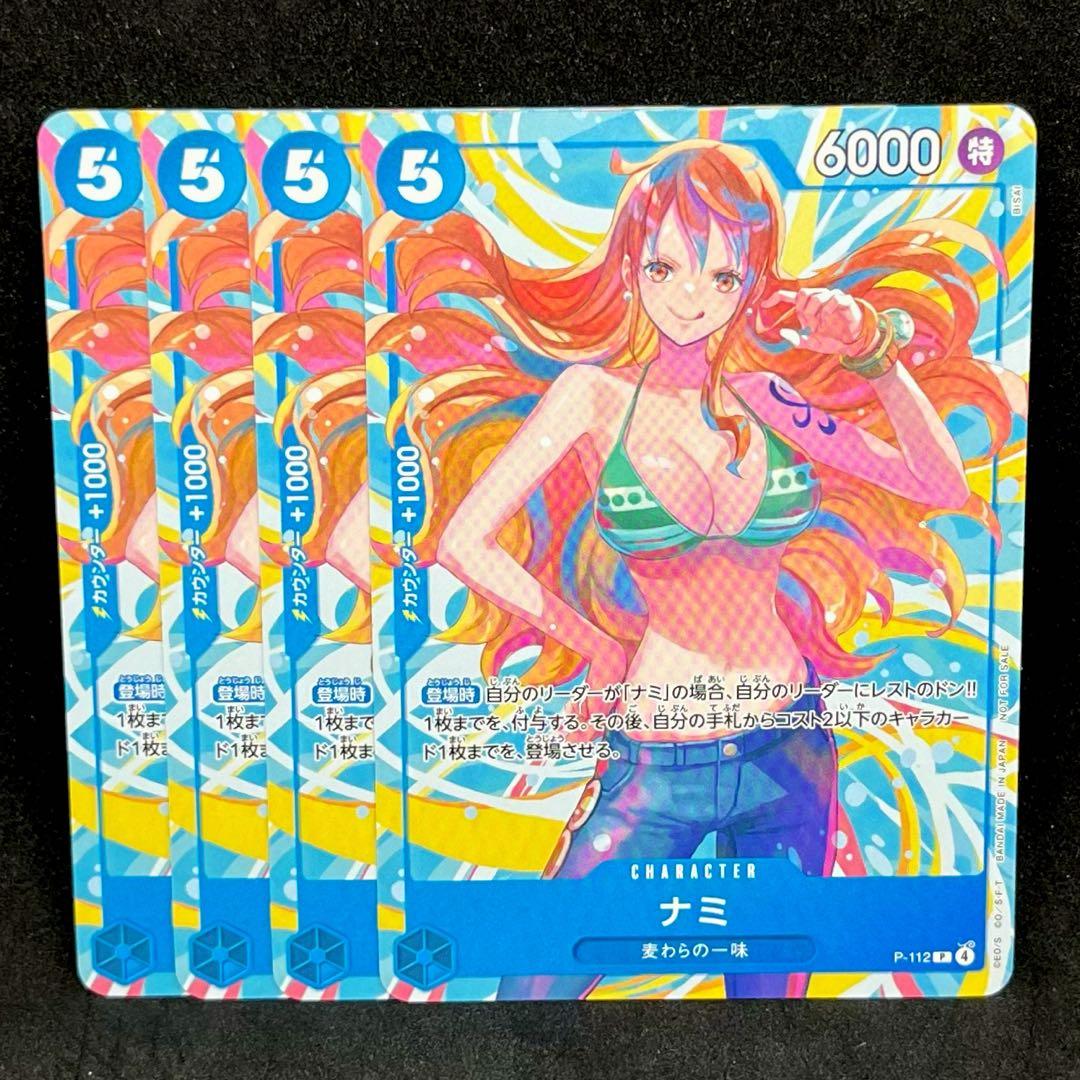 5
5
5
5
6000 特
BISAI
カウンター +1000
カウンター +1000
カウンター +1000
カウンター +1000
登場時
1枚まで
ド1枚ま
登場時
1枚まで
ド1枚ま
登場時
1枚まで
ド1枚ま
登場時 自分のリーダーが「ナミ」の場合、自分のリーダーにレストのドン!!
1枚までを、付与する。その後、自分の手札からコスト2以下のキャラカー
ド1枚までを、登場させる。
CHARACTER
ナミ
麦わらの一味
P-112 P 4
©E/S ©O/S・F・T BANDAI MADE IN JAPAN NOT FOR SALE